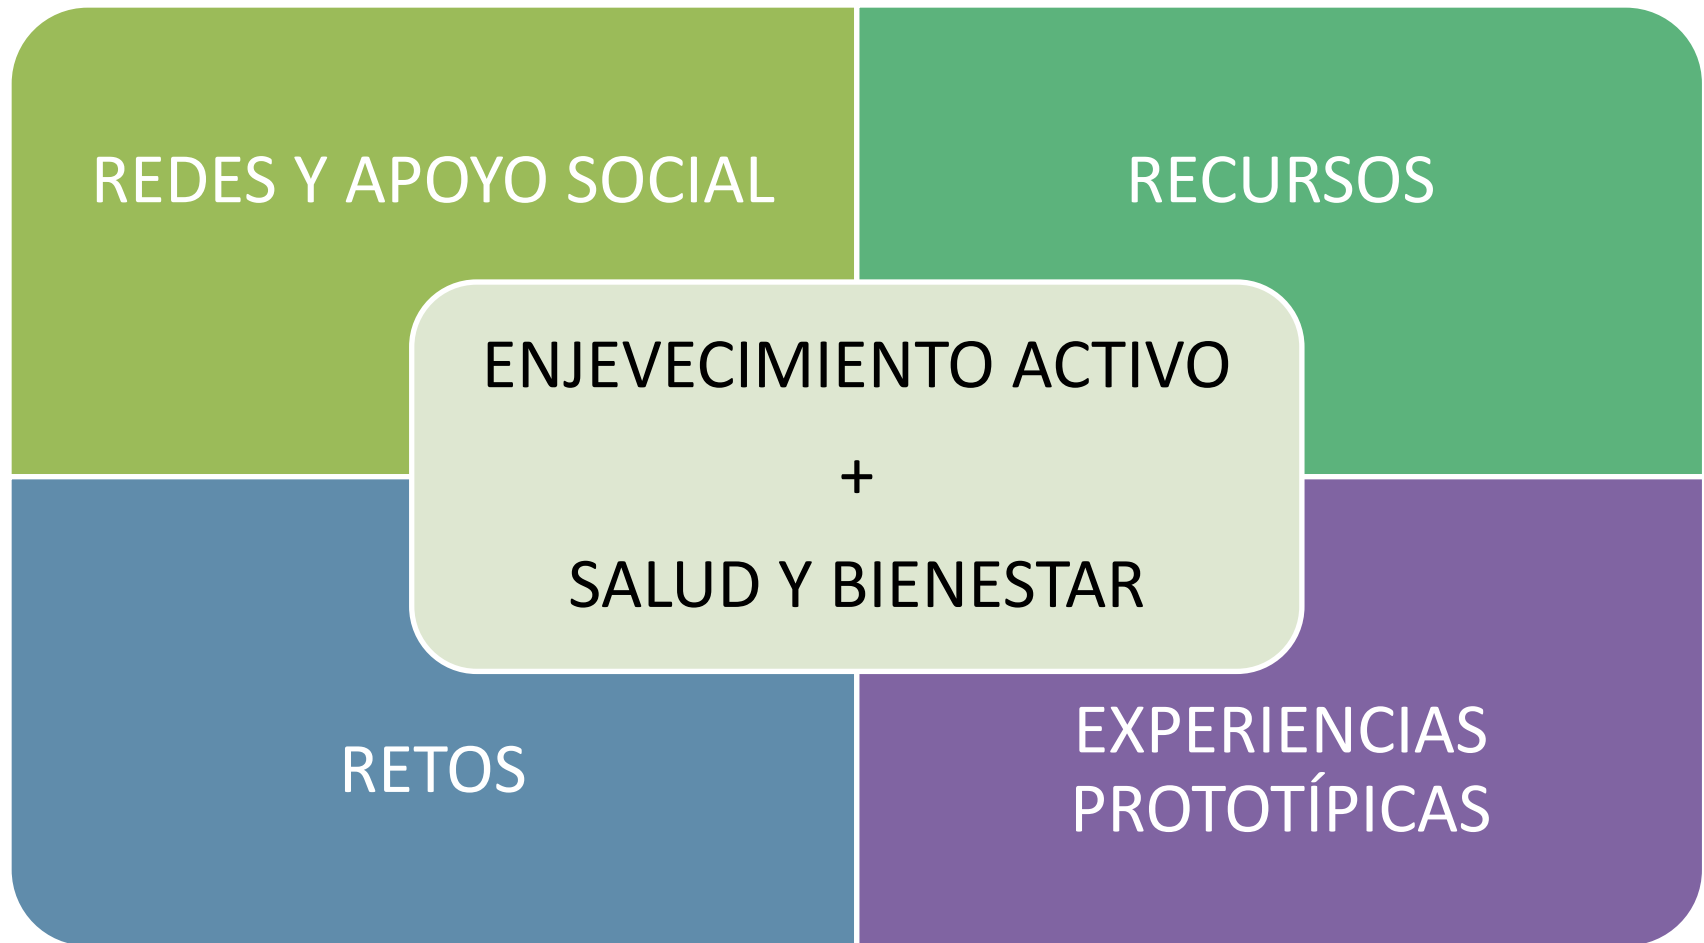 REDES Y APOYO SOCIAL
RECURSOS
ENJEVECIMIENTO ACTIVO
+
SALUD Y BIENESTAR
RETOS
EXPERIENCIAS
PROTOTÍPICAS